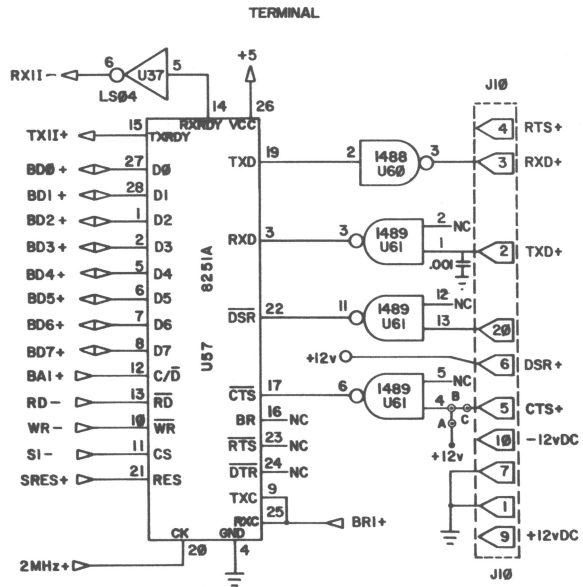 TERMINAL
6 U37 5 +5
RXII- J10
LS04 14 26
15 RXRDY VCC 4 RTS+
TXII+ TXRDY 19 2 1488 3
27 TXD U60 3 RXD+
BD0+ D0
28
BD1+ D1 2 NC
1 3 3 1489 1
BD2+ D2 RXD U61 2 TXD+
2
BD3+ D3 .001
5 8251A
BD4+ D4 12 NC
6 22 11 1489
BD5+ D5 DSR U61 13 20
7
BD6+ D6
8 +12v 6 DSR+
BD7+ D7 U57
12 5 NC
BA1+ C/D 17 6 1489 4 B
13 CTS U61 A C 5 CTS+
RD- RD 16
10 BR NC +12v 10 -12vDC
WR- WR 23
11 RTS NC
S1- CS 24 7
21 DTR NC
SRES+ RES 9
TXC 1
25
RXC BR1+
CK GND 9 +12vDC
20 4
2MHz+ J10